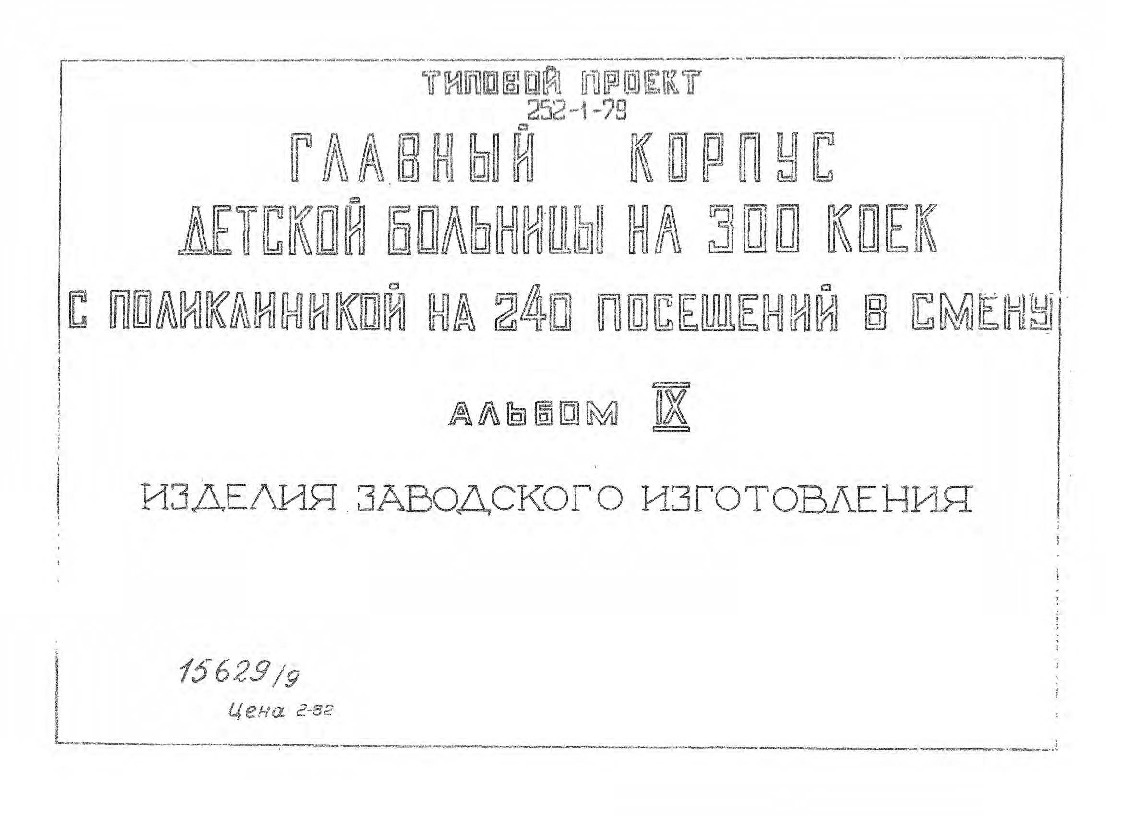 ТИПОВОЙ ПРОЕКТ
252-1-79
ГЛАВНЫЙ КОРПУС
ДЕТСКОЙ БОЛЬНИЦЫ НА 300 КОЕК
С ПОЛИКЛИНИКОЙ НА 240 ПОСЕЩЕНИЙ В СМЕНУ
АЛЬБОМ IX
ИЗДЕЛИЯ ЗАВОДСКОГО ИЗГОТОВЛЕНИЯ
15629/9
Цена 2-82